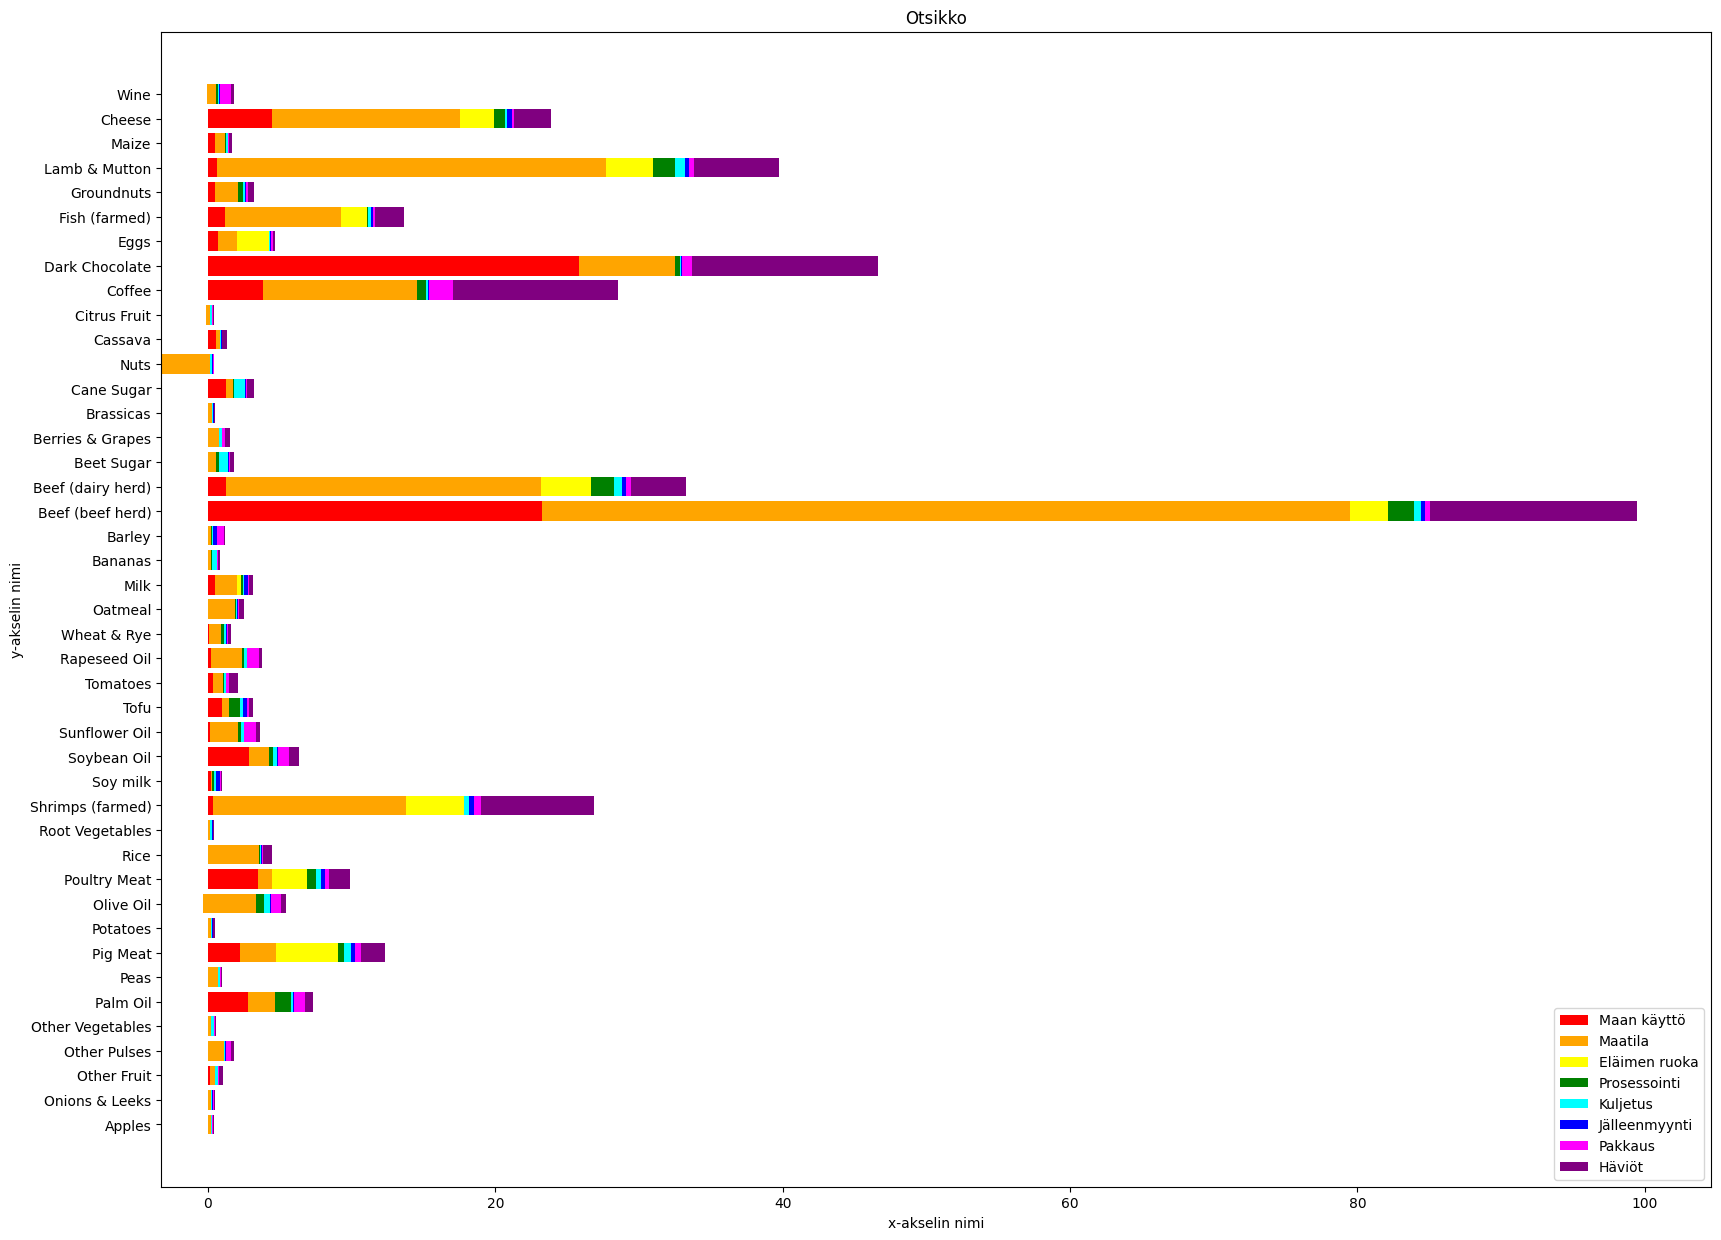 Otsikko
Wine
Cheese
Maize
Lamb & Mutton
Groundnuts
Fish (farmed)
Eggs
Dark Chocolate
Coffee
Citrus Fruit
Cassava
Nuts
Cane Sugar
Brassicas
Berries & Grapes
Beet Sugar
Beef (dairy herd)
Beef (beef herd)
Barley
Bananas
Milk
Oatmeal
Wheat & Rye
Rapeseed Oil
Tomatoes
Tofu
Sunflower Oil
Soybean Oil
Soy milk
Shrimps (farmed)
Root Vegetables
Rice
Poultry Meat
Olive Oil
Potatoes
Pig Meat
Peas
Palm Oil
Other Vegetables
Other Pulses
Other Fruit
Onions & Leeks
Apples
y-akselin nimi
0 20 40 60 80 100
x-akselin nimi
Maan käyttö
Maatila
Eläimen ruoka
Prosessointi
Kuljetus
Jälleenmyynti
Pakkaus
Häviöt